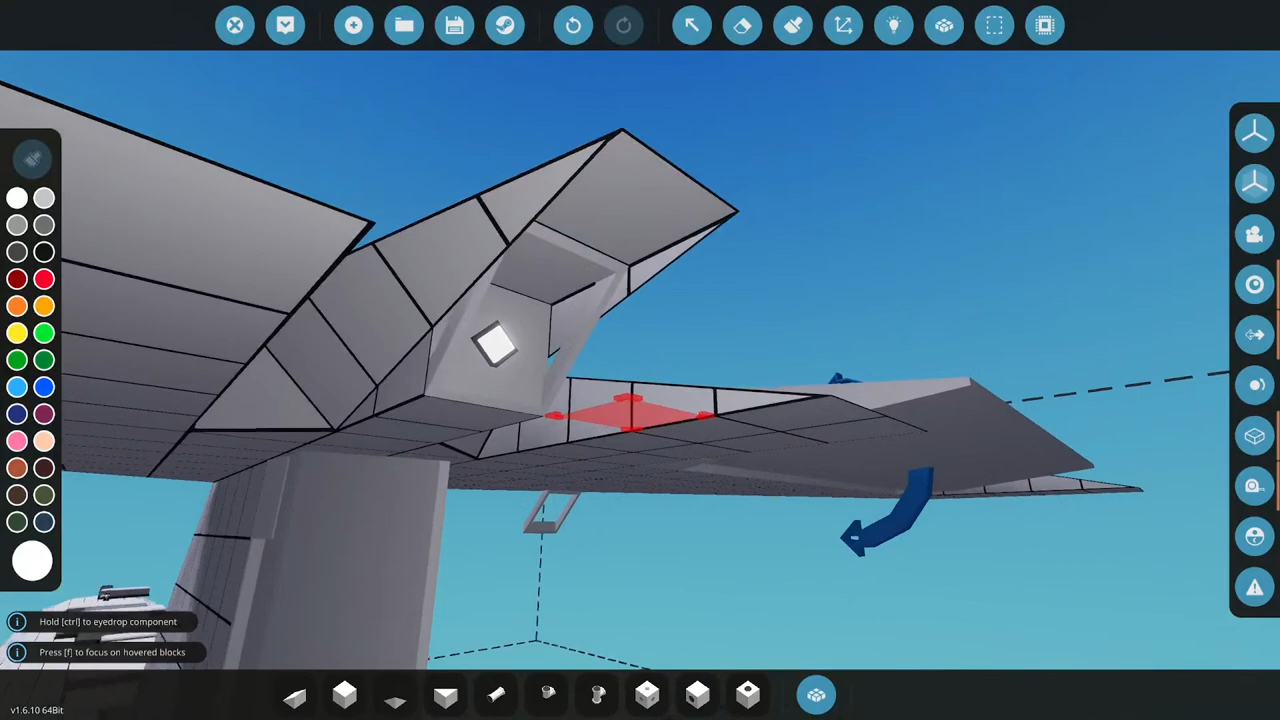 Hold [ctrl] to eyedrop component
Press [f] to focus on hovered blocks
v1.6.10 64Bit